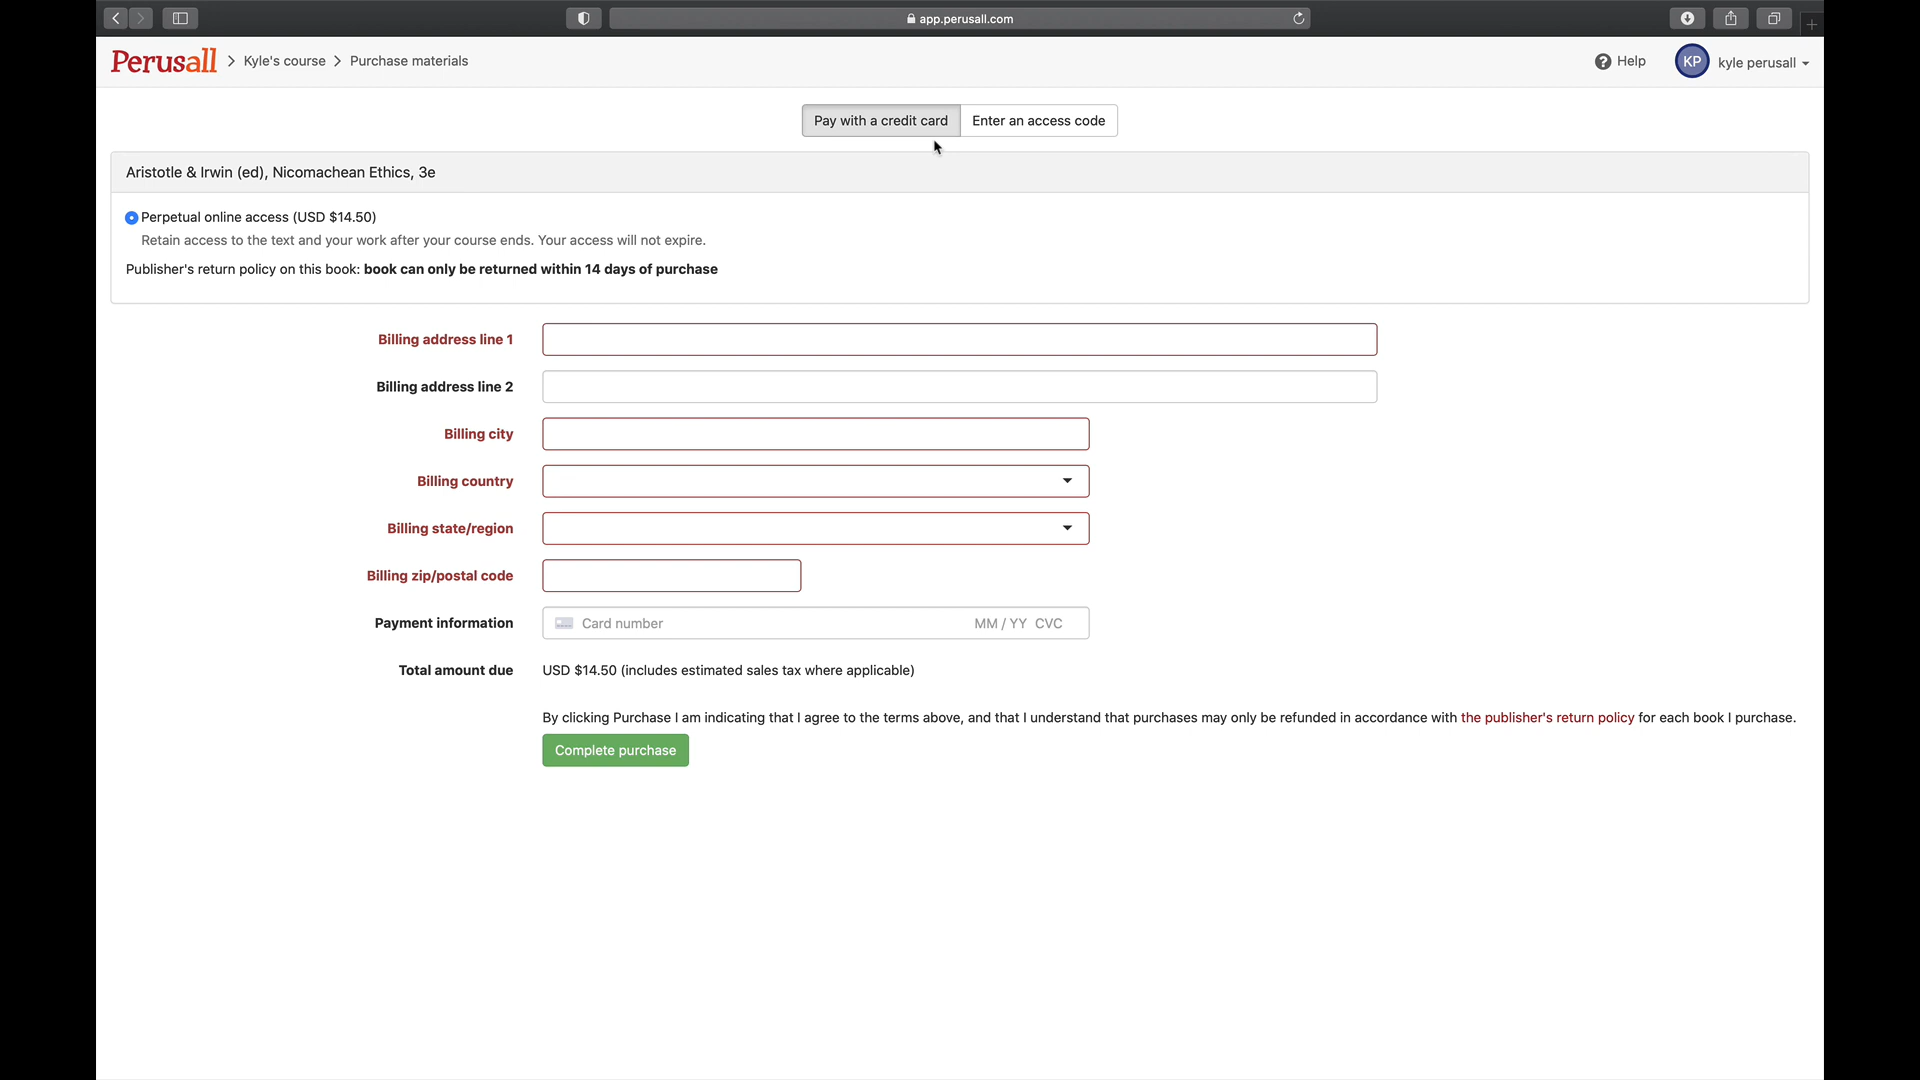 app.perusall.com
Perusall > Kyle's course > Purchase materials
? Help KP kyle perusall
Pay with a credit card Enter an access code
Aristotle & Irwin (ed), Nicomachean Ethics, 3e
Perpetual online access (USD $14.50)
Retain access to the text and your work after your course ends. Your access will not expire.
Publisher's return policy on this book: book can only be returned within 14 days of purchase
Billing address line 1
Billing address line 2
Billing city
Billing country
Billing state/region
Billing zip/postal code
Payment information Card number MM / YY CVC
Total amount due USD $14.50 (includes estimated sales tax where applicable)
By clicking Purchase I am indicating that I agree to the terms above, and that I understand that purchases may only be refunded in accordance with the publisher's return policy for each book I purchase.
Complete purchase